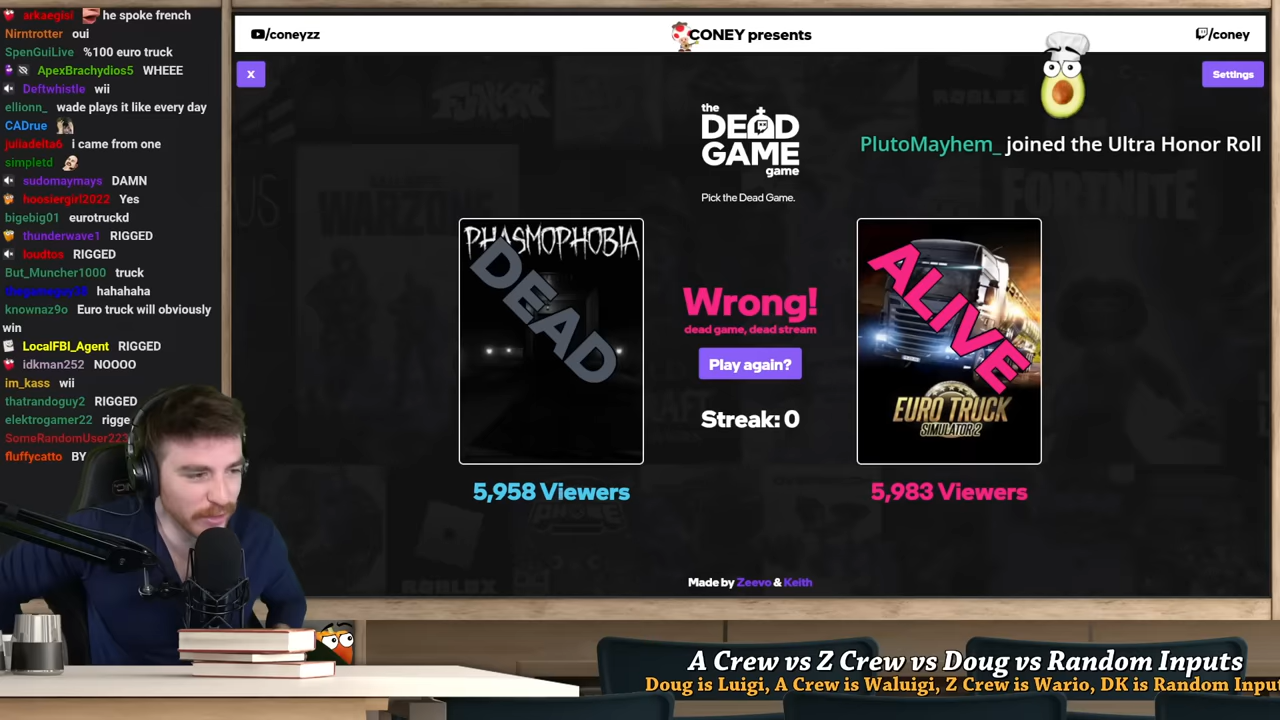 arkaegisi he spoke french
Nirntrotter oui
SpenGuiLive %100 euro truck
ApexBrachydios5 WHEEE
Deftwhistle wii
ellionn_ wade plays it like every day
CADrue
juliadelta6 i came from one
simpletd
sudomaymays DAMN
hoosiergirl2022 Yes
bigebig01 eurotruckd
thunderwave1 RIGGED
loudtos RIGGED
But_Muncher1000 truck
hahahaha
knownaz9o Euro truck will obviously
win
LocalFBI_Agent RIGGED
idkman252 NOOOO
im_kass wii
thatrandoguy2 RIGGED
elektrogamer22 rigge
SomeRandomUser223
fluffycatto BY
/coneyzz
CONEY presents
/coney
X
Settings
the
DEAD
GAME
game
Pick the Dead Game.
PlutoMayhem_ joined the Ultra Honor Roll
PHASMOPHOBIA
DEAD
5,958 Viewers
Wrong!
dead game, dead stream
Play again?
Streak: 0
ALIVE
EURO TRUCK
SIMULATOR 2
5,983 Viewers
WARZO
FORTNITE
ROBLOX
Made by Zeevo & Keith
A Crew vs Z Crew vs Doug vs Random Inputs
Doug is Luigi, A Crew is Waluigi, Z Crew is Wario, DK is Random Input